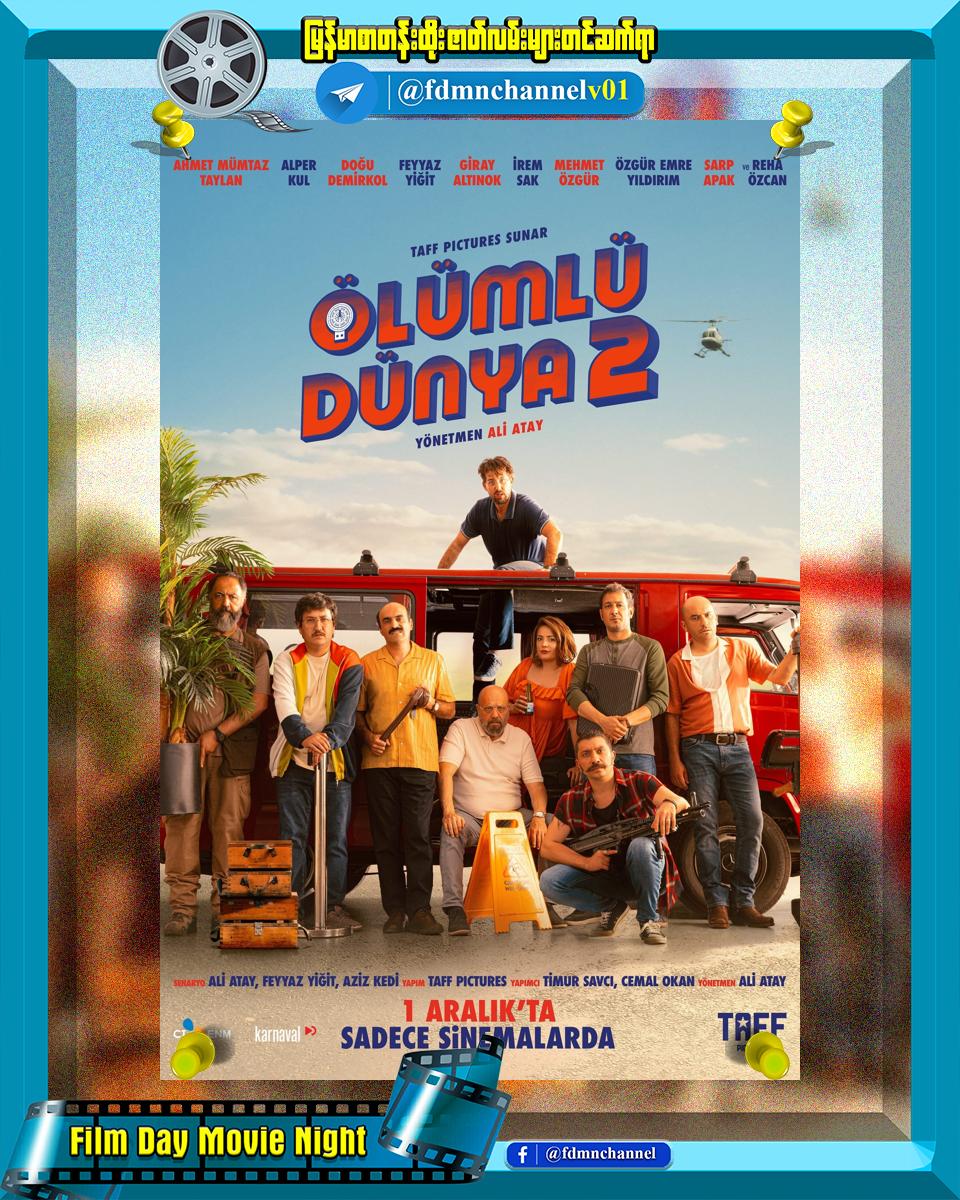 မြန်မာစာတန်းထိုးဇာတ်လမ်းများတင်ဆက်ရာ
@fdmnchannelv01
AHMET MÜMTAZ TAYLAN ALPER KUL DOĞU DEMİRKOL FEYYAZ YİĞİT GİRAY ALTINOK İREM SAK MEHMET ÖZGÜR ÖZGÜR EMRE YILDIRIM SARP APAK ve REHA ÖZCAN
TAFF PICTURES SUNAR
ÖLÜMLÜ
DÜNYA 2
YÖNETMEN ALİ ATAY
SENARYO ALİ ATAY, FEYYAZ YİĞİT, AZİZ KEDİ YAPIM TAFF PICTURES YAPIMCI TİMUR SAVCI, CEMAL OKAN YÖNETMEN ALİ ATAY
1 ARALIK'TA
SADECE SİNEMALARDA
karnaval
TAFF
Film Day Movie Night
@fdmnchannel